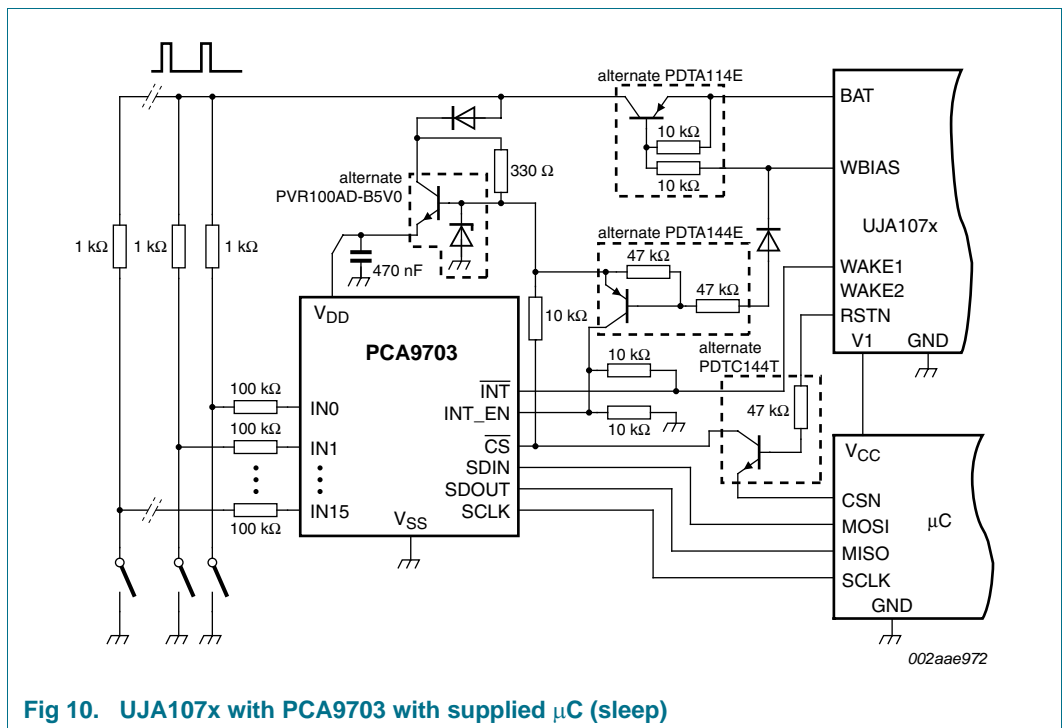 alternate PDTA114E
BAT
10 kΩ
10 kΩ
WBIAS
330 Ω
alternate
PVR100AD-B5V0
UJA107x
1 kΩ
1 kΩ
1 kΩ
470 nF
alternate PDTA144E
47 kΩ
47 kΩ
WAKE1
WAKE2
RSTN
V1
GND
10 kΩ
VDD
PCA9703
alternate
PDTC144T
10 kΩ
INT
INT_EN
10 kΩ
47 kΩ
100 kΩ
IN0
100 kΩ
IN1
100 kΩ
IN15
CS
SDIN
SDOUT
SCLK
VSS
VCC
CSN
MOSI
MISO
SCLK
μC
GND
002aae972
Fig 10. UJA107x with PCA9703 with supplied μC (sleep)